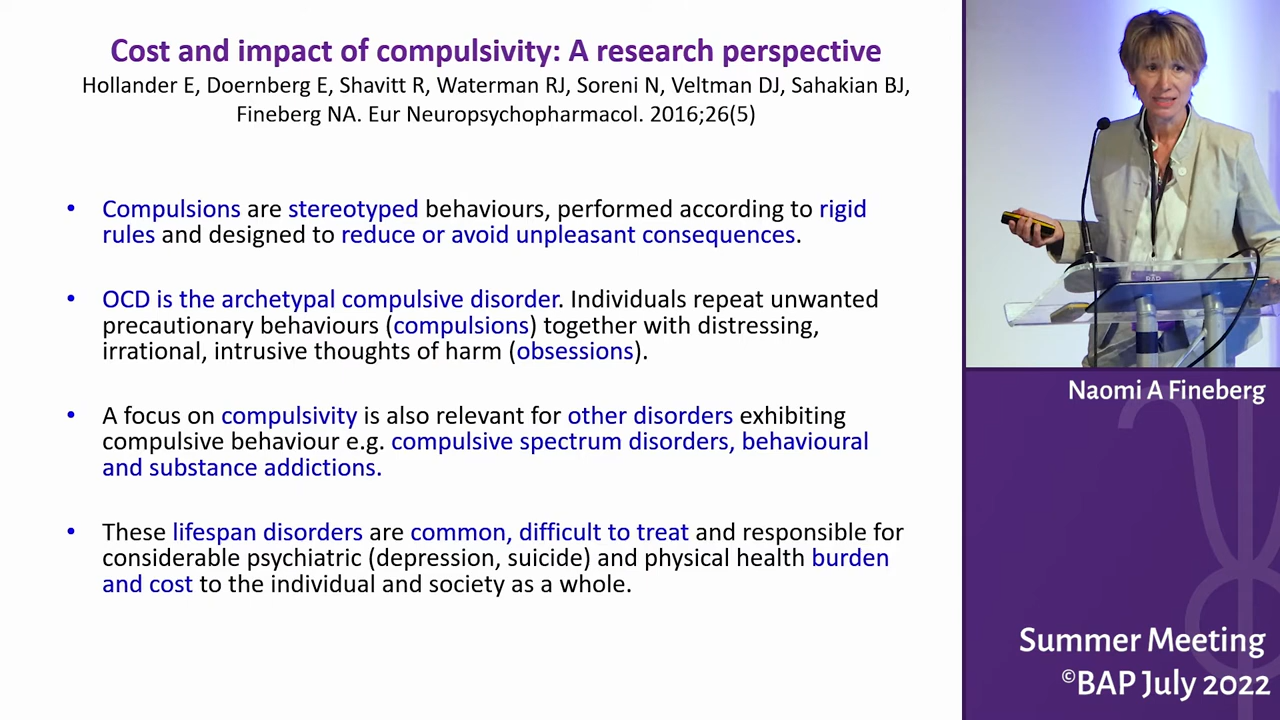 Cost and impact of compulsivity: A research perspective
Hollander E, Doernberg E, Shavitt R, Waterman RJ, Soreni N, Veltman DJ, Sahakian BJ,
Fineberg NA. Eur Neuropsychopharmacol. 2016;26(5)
• Compulsions are stereotyped behaviours, performed according to rigid
rules and designed to reduce or avoid unpleasant consequences.
• OCD is the archetypal compulsive disorder. Individuals repeat unwanted
precautionary behaviours (compulsions) together with distressing,
irrational, intrusive thoughts of harm (obsessions).
• A focus on compulsivity is also relevant for other disorders exhibiting
compulsive behaviour e.g. compulsive spectrum disorders, behavioural
and substance addictions.
• These lifespan disorders are common, difficult to treat and responsible for
considerable psychiatric (depression, suicide) and physical health burden
and cost to the individual and society as a whole.
BAP
Naomi A Fineberg
Summer Meeting
©BAP July 2022